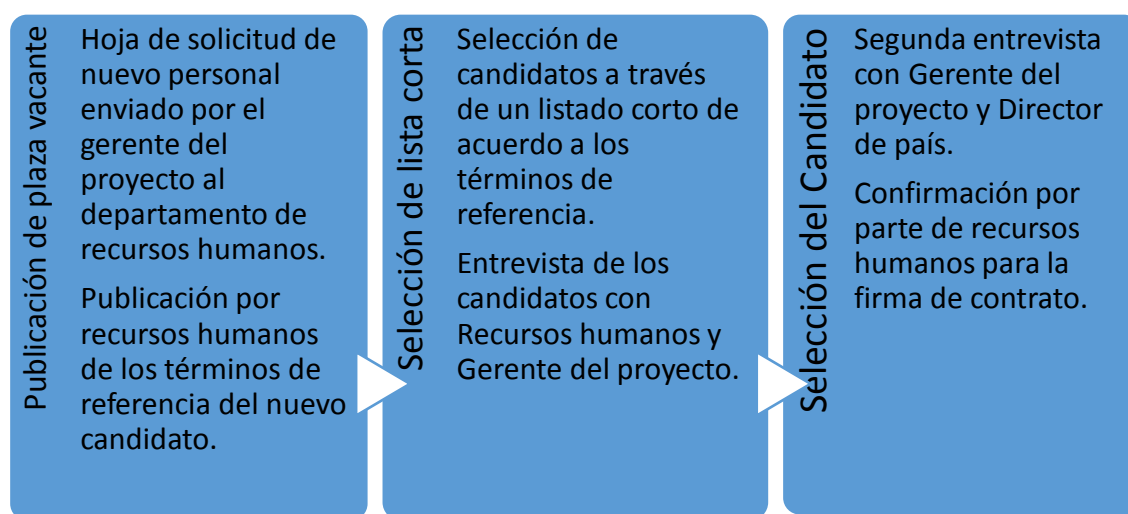 Publicación de plaza vacante
Hoja de solicitud de
nuevo personal
enviado por el
gerente del
proyecto al
departamento de
recursos humanos.
Publicación por
recursos humanos
de los términos de
referencia del nuevo
candidato.
Selección de lista corta
Selección de
candidatos a través
de un listado corto de
acuerdo a los
términos de
referencia.
Entrevista de los
candidatos con
Recursos humanos y
Gerente del proyecto.
Selección del Candidato
Segunda entrevista
con Gerente del
proyecto y Director
de país.
Confirmación por
parte de recursos
humanos para la
firma de contrato.